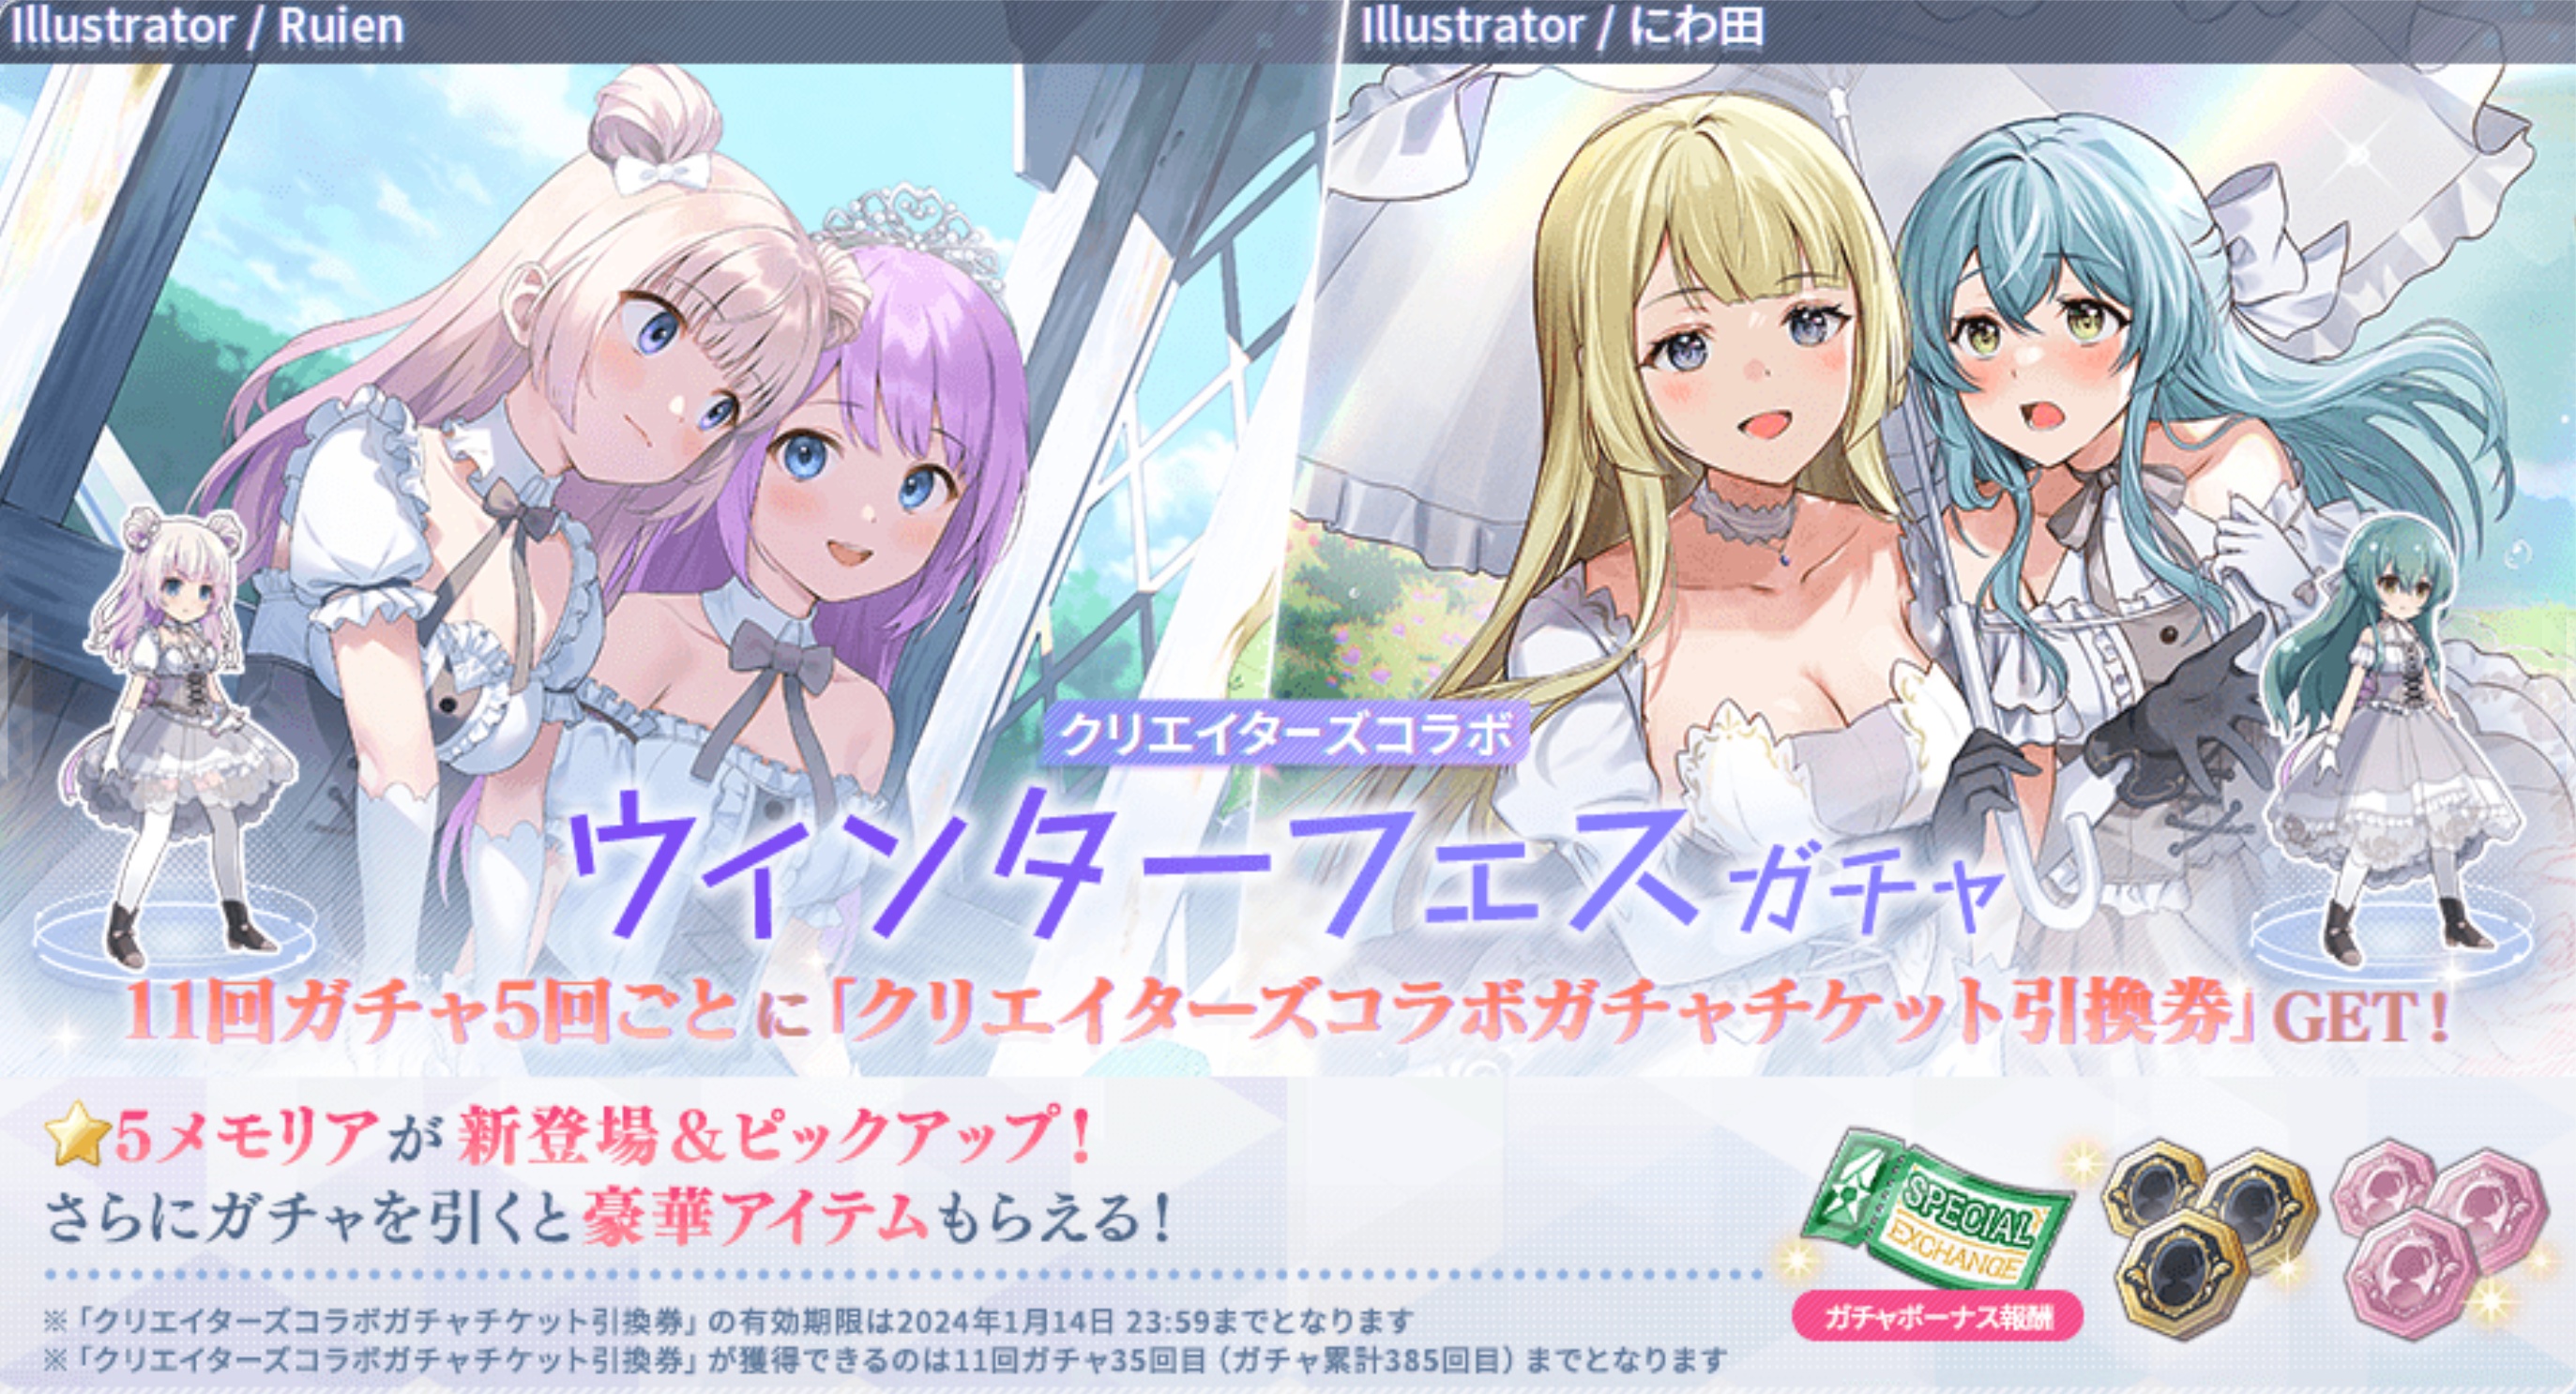 Illustrator / Ruien
Illustrator / にわ田
クリエイターズコラボ
ウィンターフェスガチャ
11回ガチャ5回ごとに「クリエイターズコラボガチャチケット引換券」GET!
5メモリアが新登場&ピックアップ!
さらにガチャを引くと豪華アイテムもらえる!
SPECIAL
EXCHANGE
ガチャボーナス報酬
※「クリエイターズコラボガチャチケット引換券」の有効期限は2024年1月14日 23:59までとなります
※「クリエイターズコラボガチャチケット引換券」が獲得できるのは11回ガチャ35回目（ガチャ累計385回目）までとなります